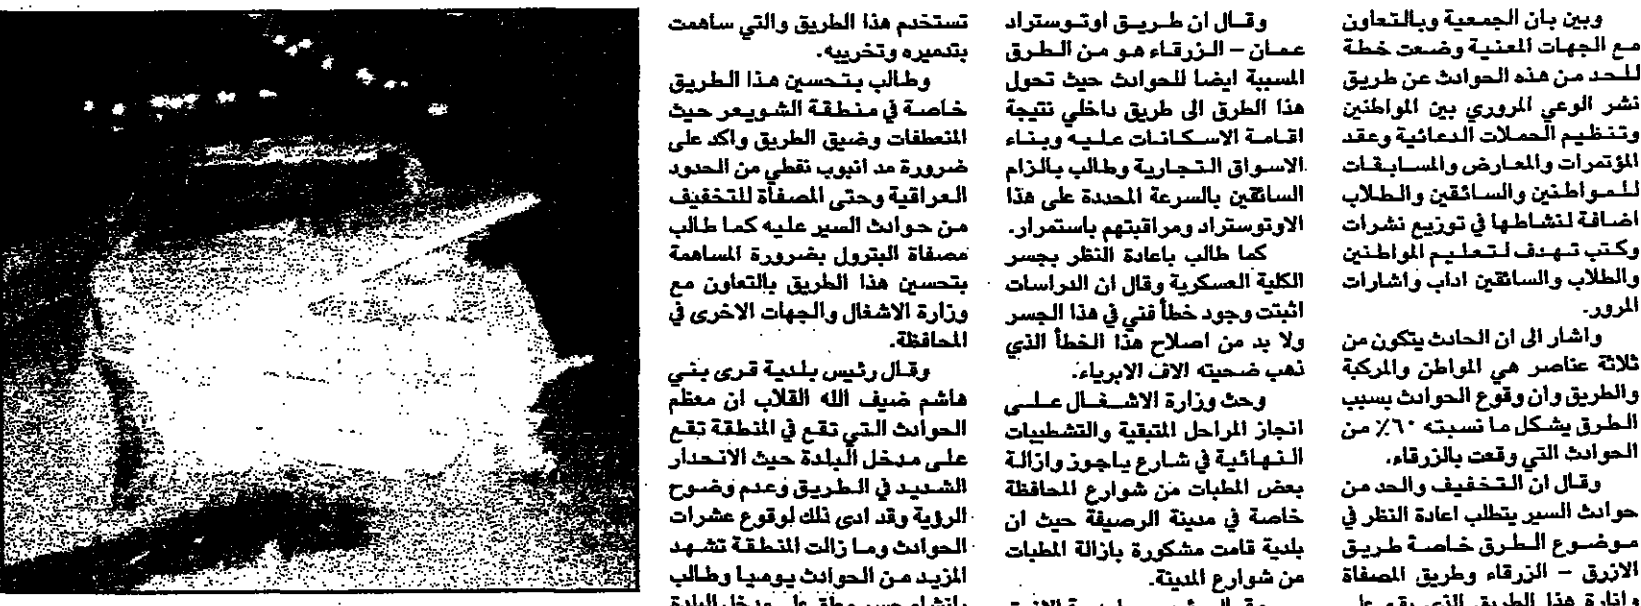 وبين بان الجمعية وبالتعاون
مع الجهات المعنية وضعت خطة
للحد من هذه الحوادث عن طريق
نشر الوعي المروري بين المواطنين
وتنظيم الحملات الدعائية وعقد
المؤتمرات والمعارض والمسابقات
للمواطنين والسائقين والطلاب
اضافة لنشاطها في توزيع نشرات
وكتب تهدف لتعليم المواطنين
والطلاب والسائقين اداب واشارات
المرور.
واشار الى ان الحادث يتكون من
ثلاثة عناصر هي المواطن والمركبة
والطريق وان وقوع الحوادث بسبب
الطرق يشكل ما نسبته ٦٠٪ من
الحوادث التي وقعت بالزرقاء.
وقال ان التخفيف والحد من
حوادث السير يتطلب اعادة النظر في
موضوع الطرق خاصة طريق
الازرق – الزرقاء وطريق المصفاة
وانارة هذا الطريق الذي يقع على
وقال ان طريق اوتوستراد
عمان – الزرقاء هو من الطرق
المسببة ايضا للحوادث حيث تحول
هذا الطرق الى طريق داخلي نتيجة
اقامة الاسكانات عليه وبناء
الاسواق التجارية وطالب بالزام
السائقين بالسرعة المحددة على هذا
الاوتوستراد ومراقبتهم باستمرار.
كما طالب باعادة النظر بجسر
الكلية العسكرية وقال ان الدراسات
اثبتت وجود خطأ فني في هذا الجسر
ولا بد من اصلاح هذا الخطأ الذي
ذهب ضحيته الاف الابرياء.
وحث وزارة الاشغال على
انجاز المراحل المتبقية والتشطيبات
النهائية في شارع ياجوز وازالة
بعض المطبات من شوارع المحافظة
خاصة في مدينة الرصيفة حيث ان
بلدية قامت مشكورة بازالة المطبات
من شوارع المدينة.
تستخدم هذا الطريق والتي ساهمت
بتدميره وتخريبه.
وطالب بتحسين هذا الطريق
خاصة في منطقة الشويعر حيث
المنعطفات وضيق الطريق واكد على
ضرورة مد انبوب نفطي من الحدود
العراقية وحتى المصفاة للتخفيف
من حوادث السير عليه كما طالب
مصفاة البترول بضرورة المساهمة
بتحسين هذا الطريق بالتعاون مع
وزارة الاشغال والجهات الاخرى في
المحافظة.
وقال رئيس بلدية قرى بني
هاشم ضيف الله القلاب ان معظم
الحوادث التي تقع في المنطقة تقع
على مدخل البلدة حيث الانحدار
الشديد في الطريق وعدم وضوح
الرؤية وقد ادى ذلك لوقوع عشرات
الحوادث وما زالت المنطقة تشهد
المزيد من الحوادث يوميا وطالب